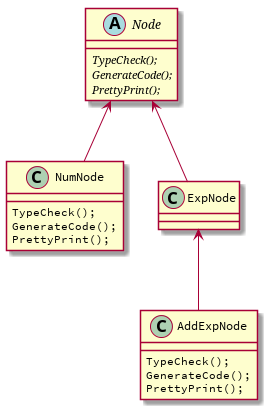 A Node
TypeCheck();
GenerateCode();
PrettyPrint();
C NumNode
TypeCheck();
GenerateCode();
PrettyPrint();
C ExpNode
C AddExpNode
TypeCheck();
GenerateCode();
PrettyPrint();